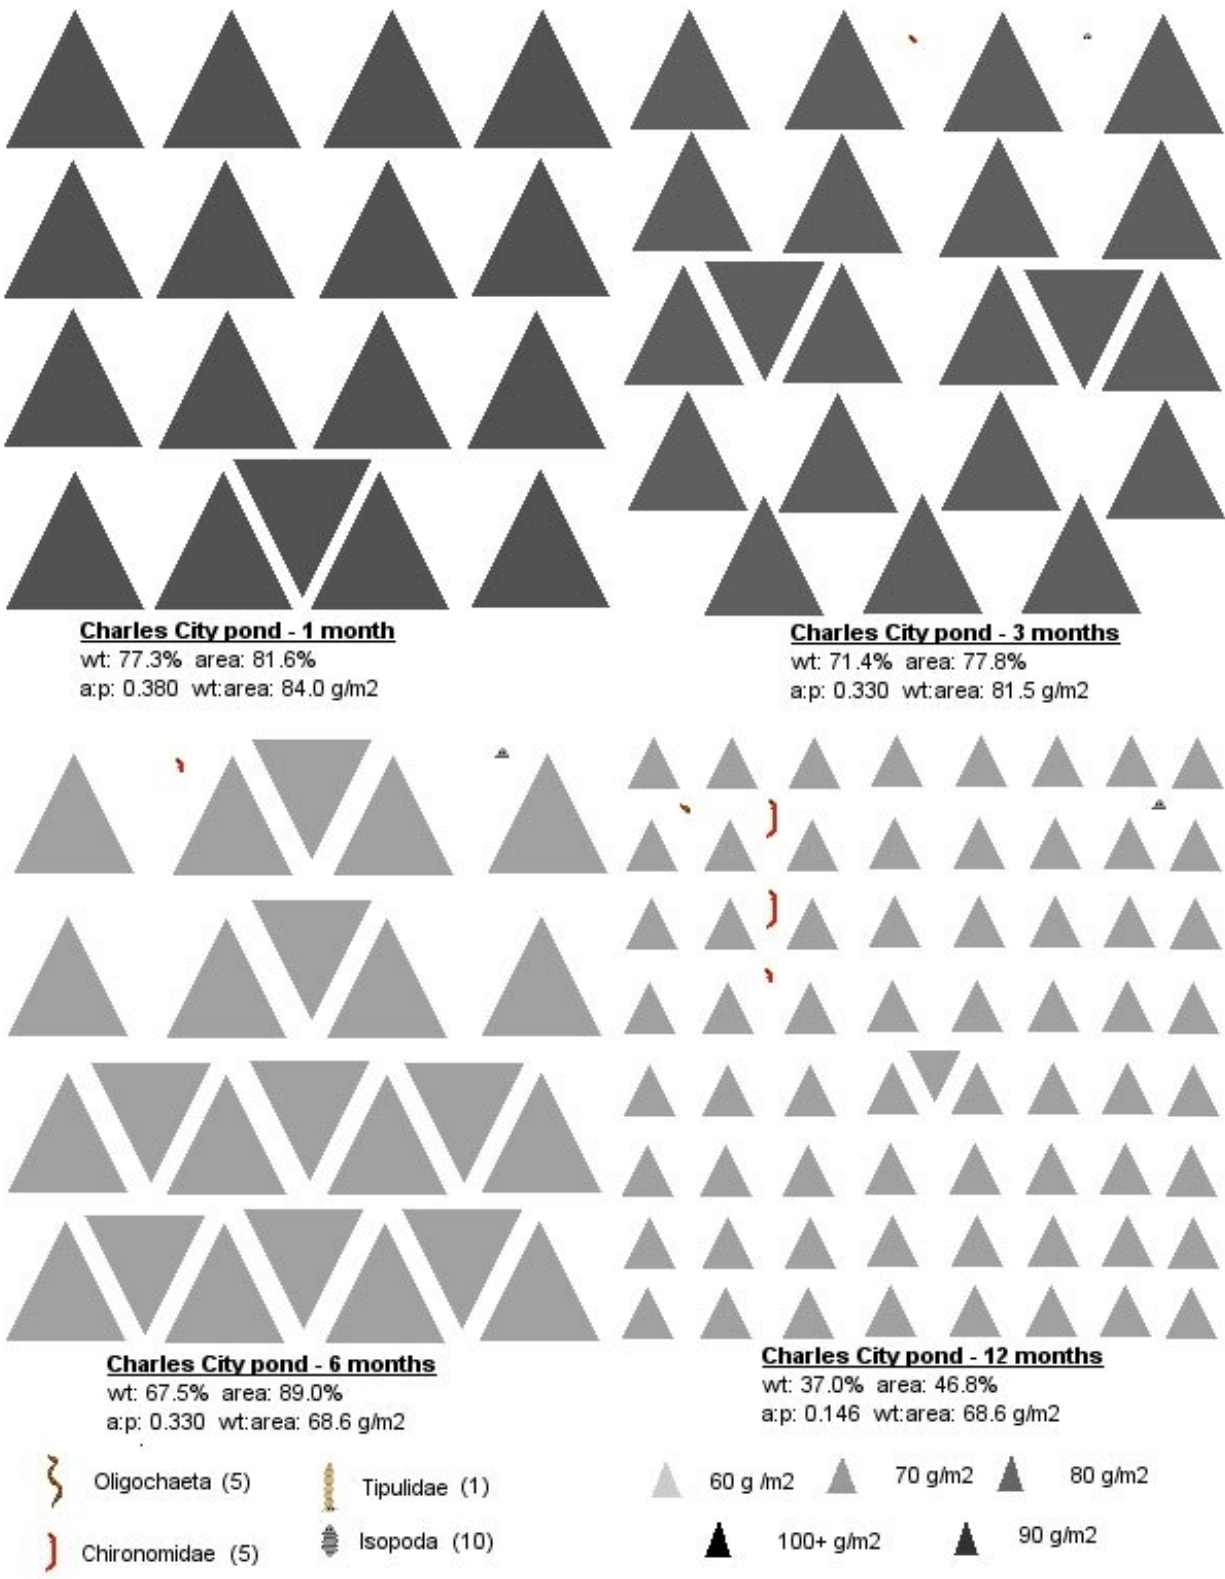 Charles City pond - 1 month
wt: 77.3% area: 81.6%
a:p: 0.380 wt:area: 84.0 g/m2
Charles City pond - 3 months
wt: 71.4% area: 77.8%
a:p: 0.330 wt:area: 81.5 g/m2
Charles City pond - 6 months
wt: 67.5% area: 89.0%
a:p: 0.330 wt:area: 68.6 g/m2
Charles City pond - 12 months
wt: 37.0% area: 46.8%
a:p: 0.146 wt:area: 68.6 g/m2
Oligochaeta (5)
Tipulidae (1)
Chironomidae (5)
Isopoda (10)
60 g /m2
70 g/m2
80 g/m2
100+ g/m2
90 g/m2